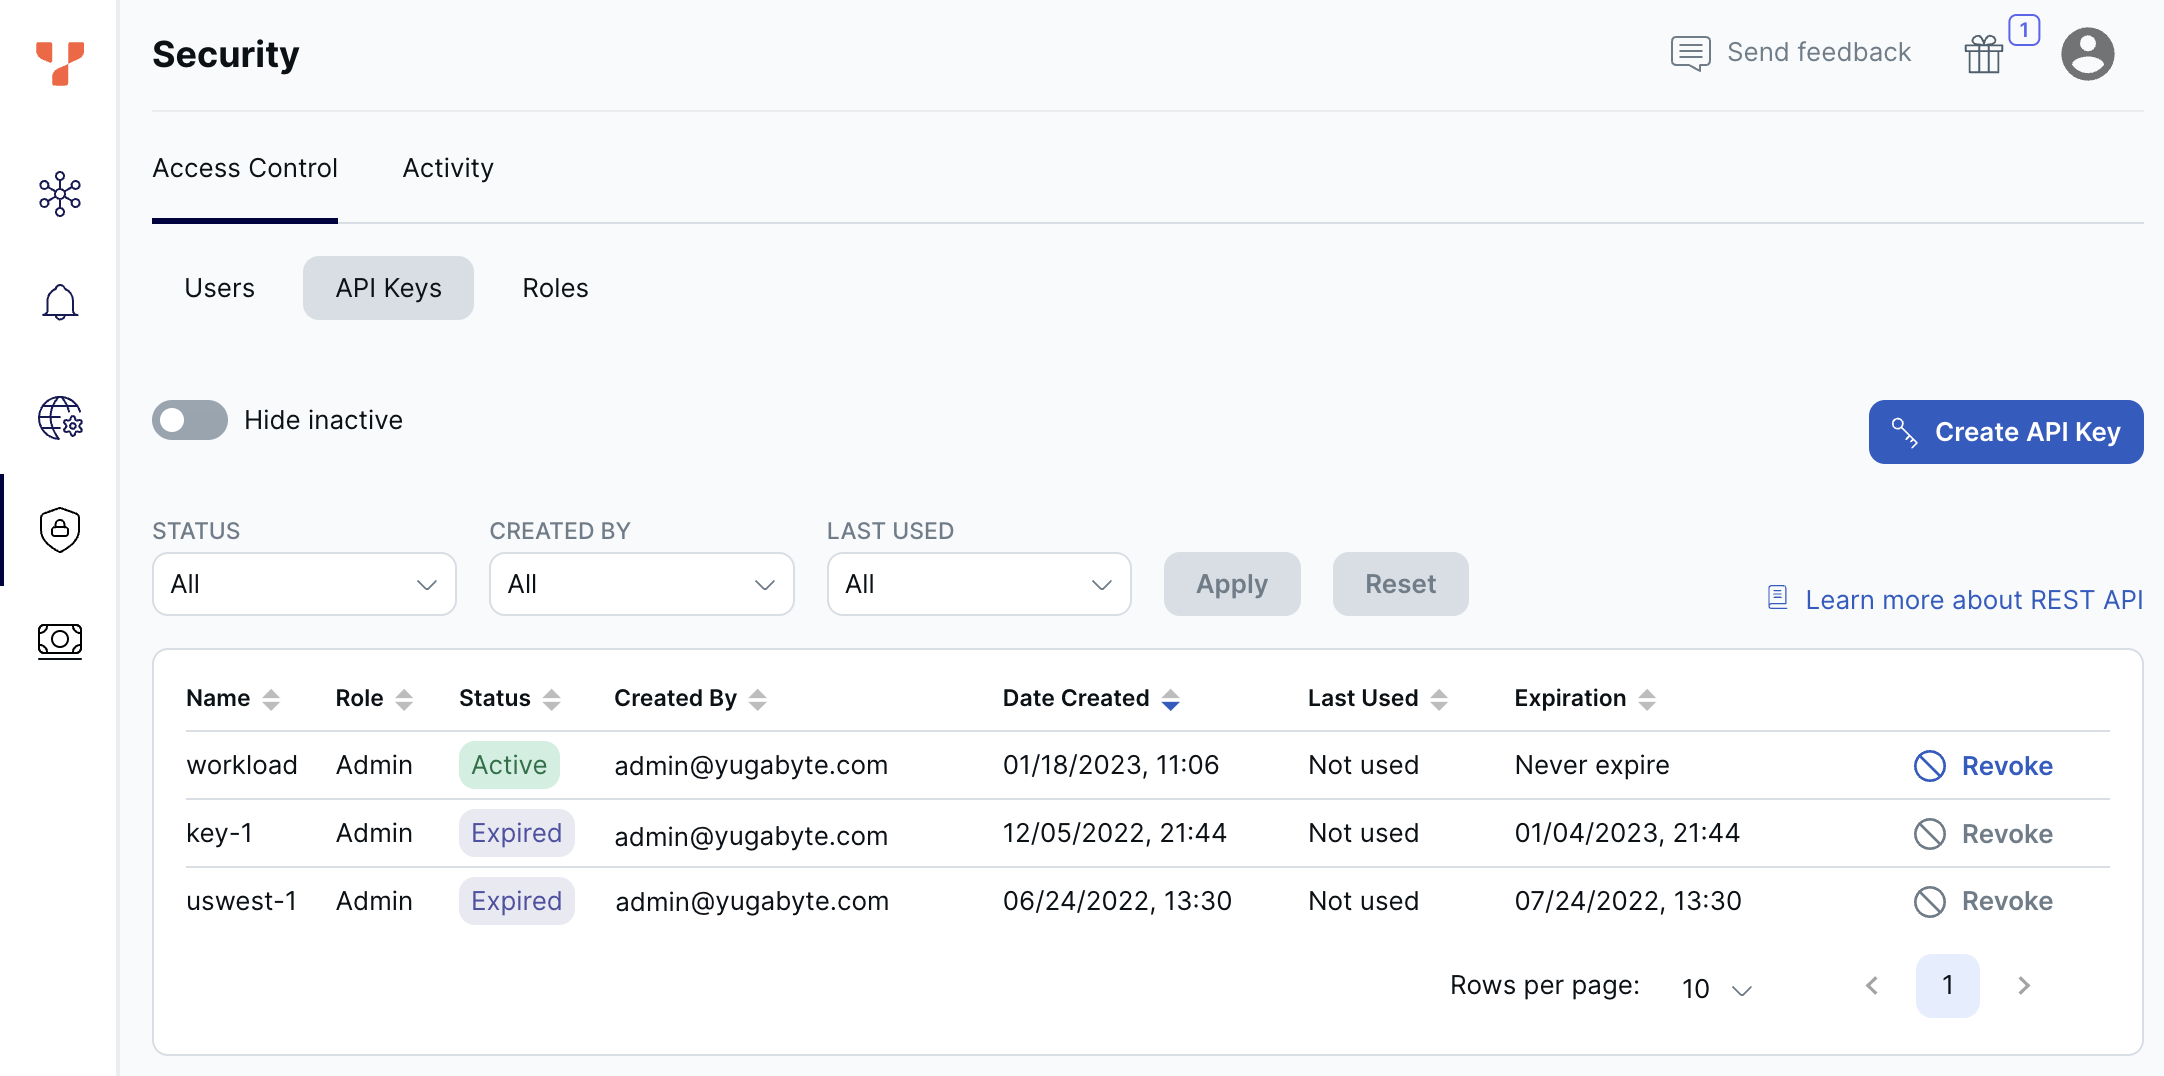 Security
Send feedback
1
Access Control Activity
Users API Keys Roles
Hide inactive
Create API Key
STATUS CREATED BY LAST USED
All All All Apply Reset
Learn more about REST API
Name Role Status Created By Date Created Last Used Expiration
workload Admin Active admin@yugabyte.com 01/18/2023, 11:06 Not used Never expire Revoke
key-1 Admin Expired admin@yugabyte.com 12/05/2022, 21:44 Not used 01/04/2023, 21:44 Revoke
uswest-1 Admin Expired admin@yugabyte.com 06/24/2022, 13:30 Not used 07/24/2022, 13:30 Revoke
Rows per page: 10 1